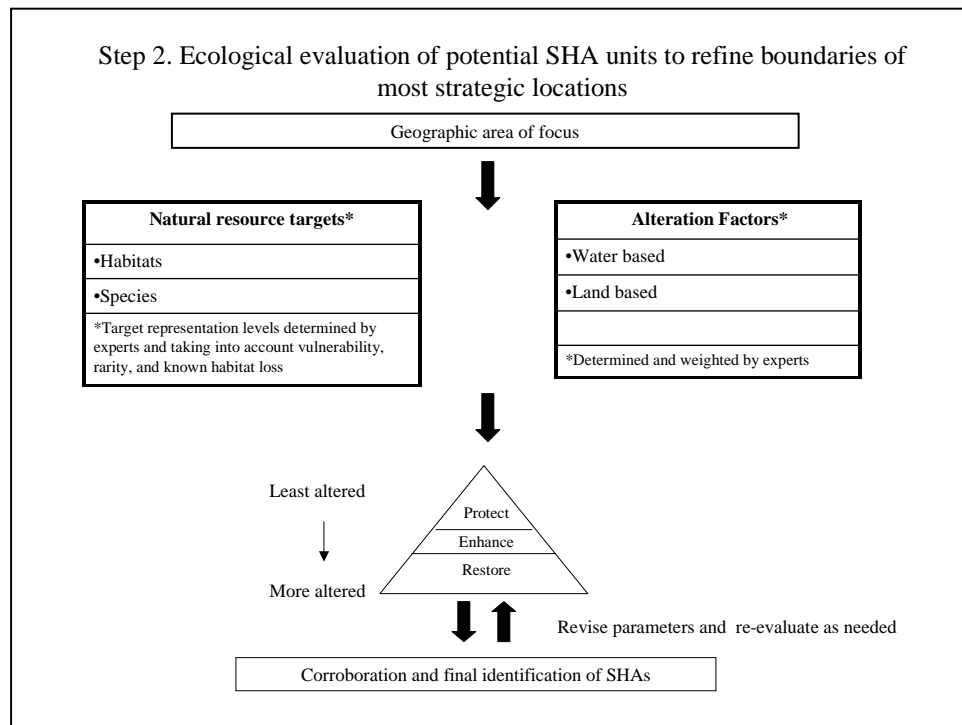 Step 2. Ecological evaluation of potential SHA units to refine boundaries of
most strategic locations
Geographic area of focus
Natural resource targets*
•Habitats
•Species
*Target representation levels determined by
experts and taking into account vulnerability,
rarity, and known habitat loss
Alteration Factors*
•Water based
•Land based
*Determined and weighted by experts
Least altered
More altered
Protect
Enhance
Restore
Revise parameters and re-evaluate as needed
Corroboration and final identification of SHAs